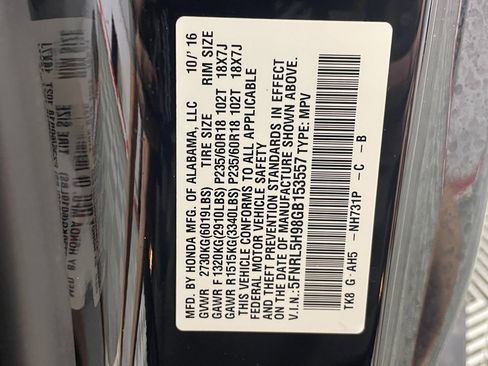 MFD. BY HONDA MFG. OF ALABAMA, LLC 10/ 16
GVWR 2730KG(6019LBS) TIRE SIZE RIM SIZE
GAWR F 1320KG(2910LBS) P235/60R18 102T 18X7J
GAWR R 1515KG(3340LBS) P235/60R18 102T 18X7J
THIS VEHICLE CONFORMS TO ALL APPLICABLE
FEDERAL MOTOR VEHICLE SAFETY
AND THEFT PREVENTION STANDARDS IN EFFECT
ON THE DATE OF MANUFACTURE SHOWN ABOVE.
V.I.N.: 5FNRL5H96GB153557 TYPE: MPV
TK8 G-AH5 -NH731P -C -B